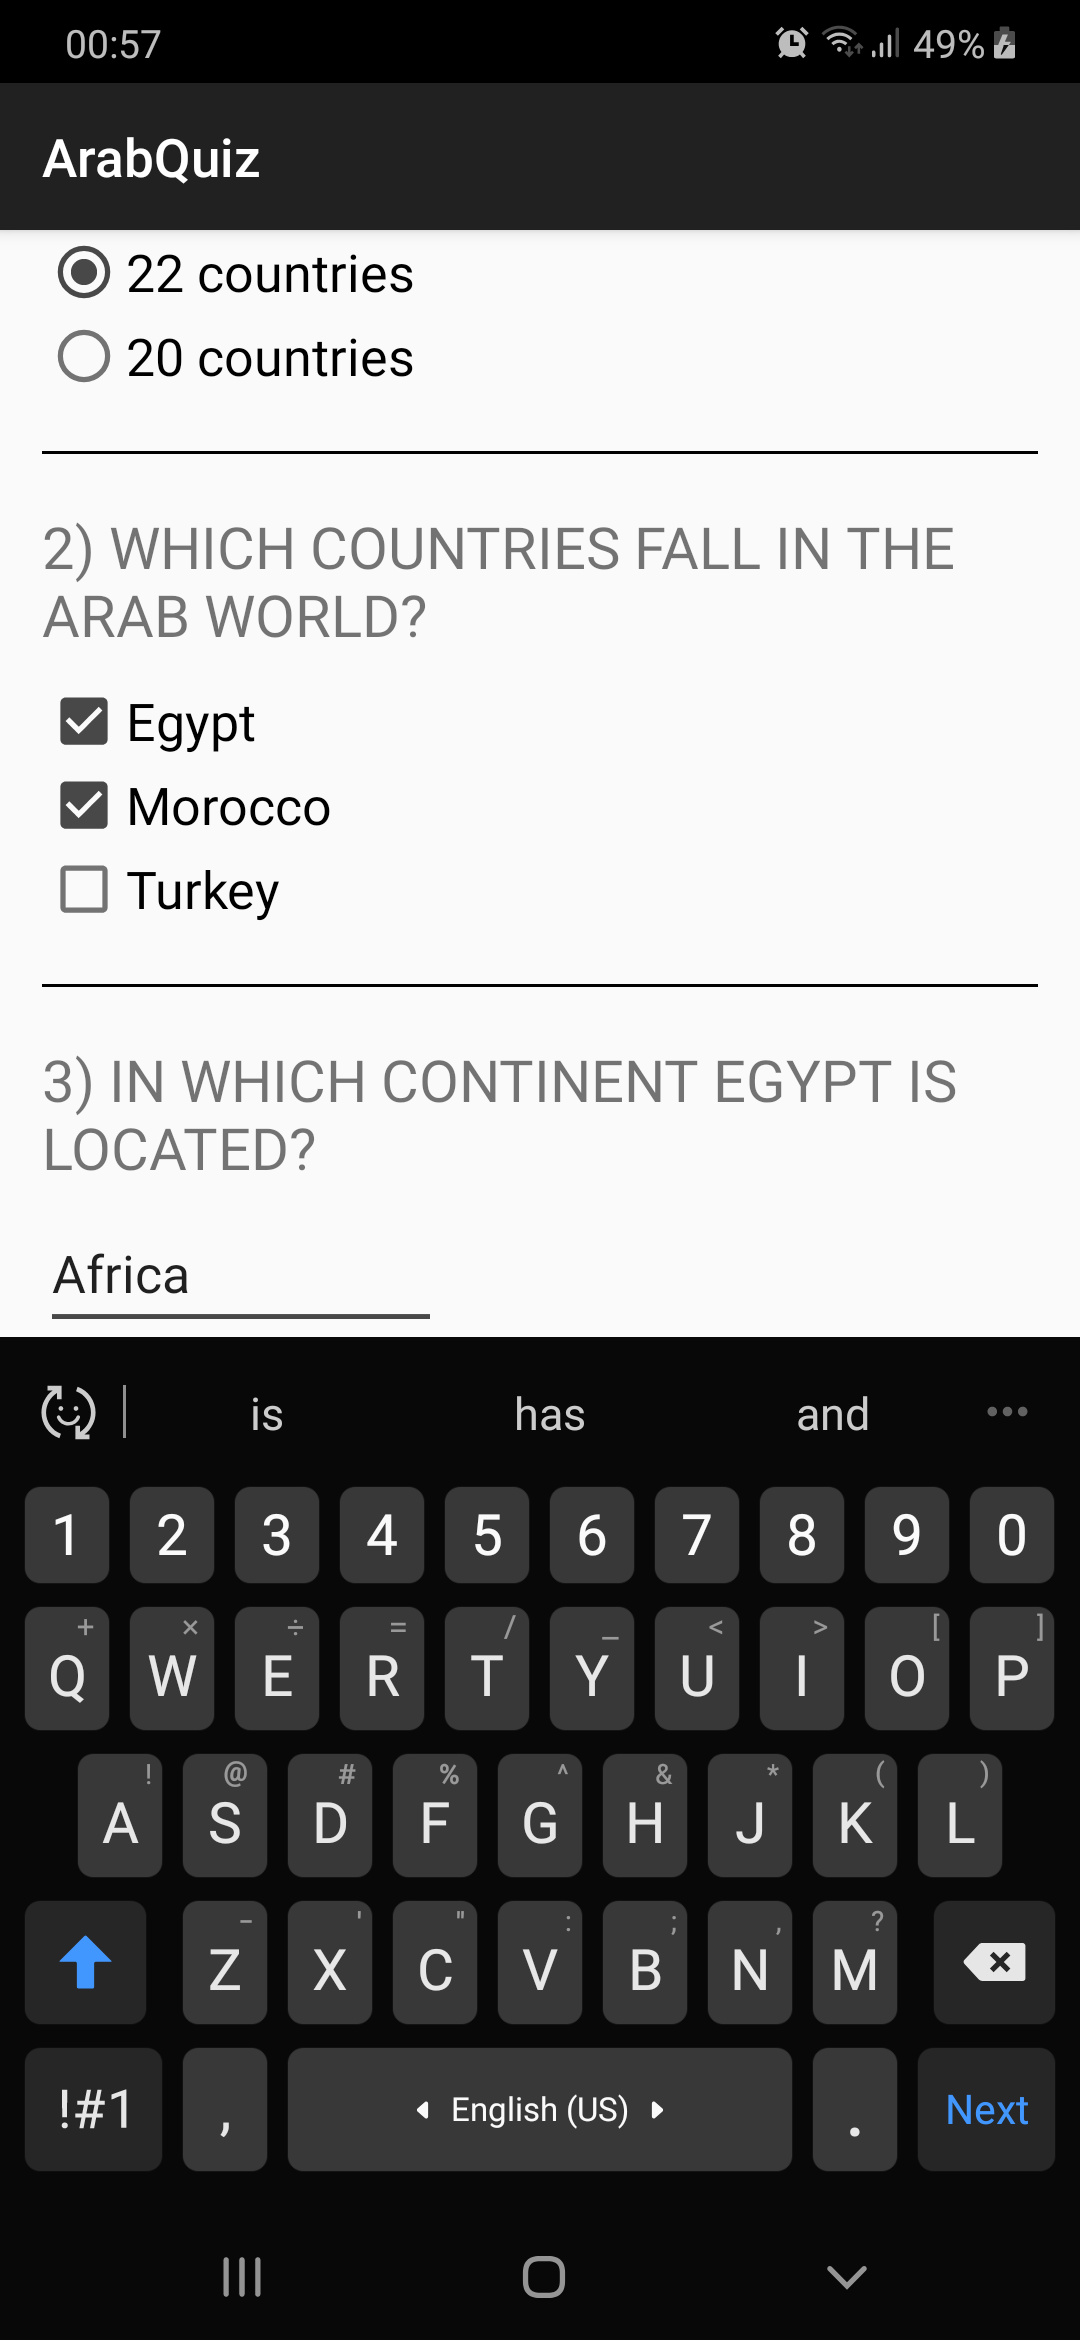 00:57 49%
ArabQuiz
22 countries
20 countries
2) WHICH COUNTRIES FALL IN THE
ARAB WORLD?
Egypt
Morocco
Turkey
3) IN WHICH CONTINENT EGYPT IS
LOCATED?
Africa
is has and •••
1 2 3 4 5 6 7 8 9 0
+ × ÷ = / _ < > [ ]
Q W E R T Y U I O P
! @ # % ^ & * ( )
A S D F G H J K L
- ' " : ; , ?
Z X C V B N M
!#1 , English (US) . Next